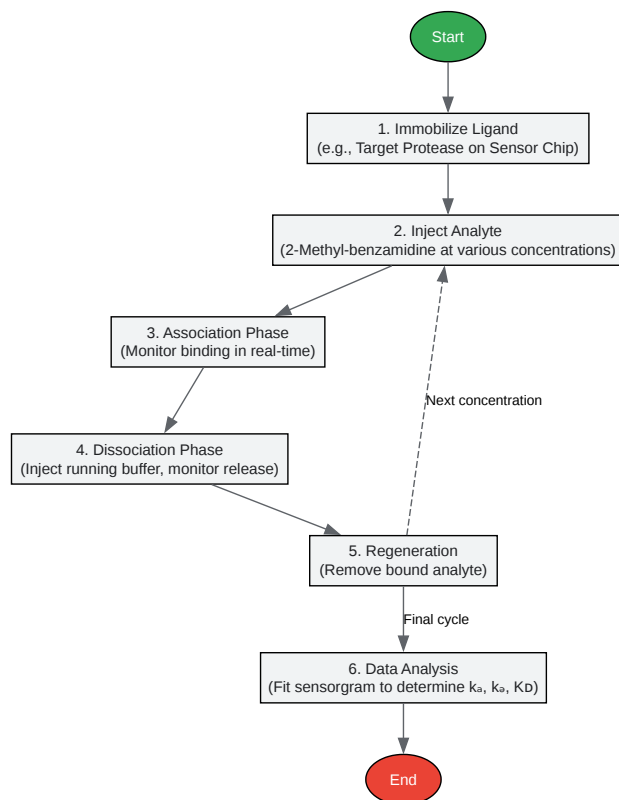 Start
1. Immobilize Ligand
(e.g., Target Protease on Sensor Chip)
2. Inject Analyte
(2-Methyl-benzamidine at various concentrations)
3. Association Phase
(Monitor binding in real-time)
Next concentration
4. Dissociation Phase
(Inject running buffer, monitor release)
5. Regeneration
(Remove bound analyte)
Final cycle
6. Data Analysis
(Fit sensorgram to determine kₐ, kₔ, Kᴅ)
End